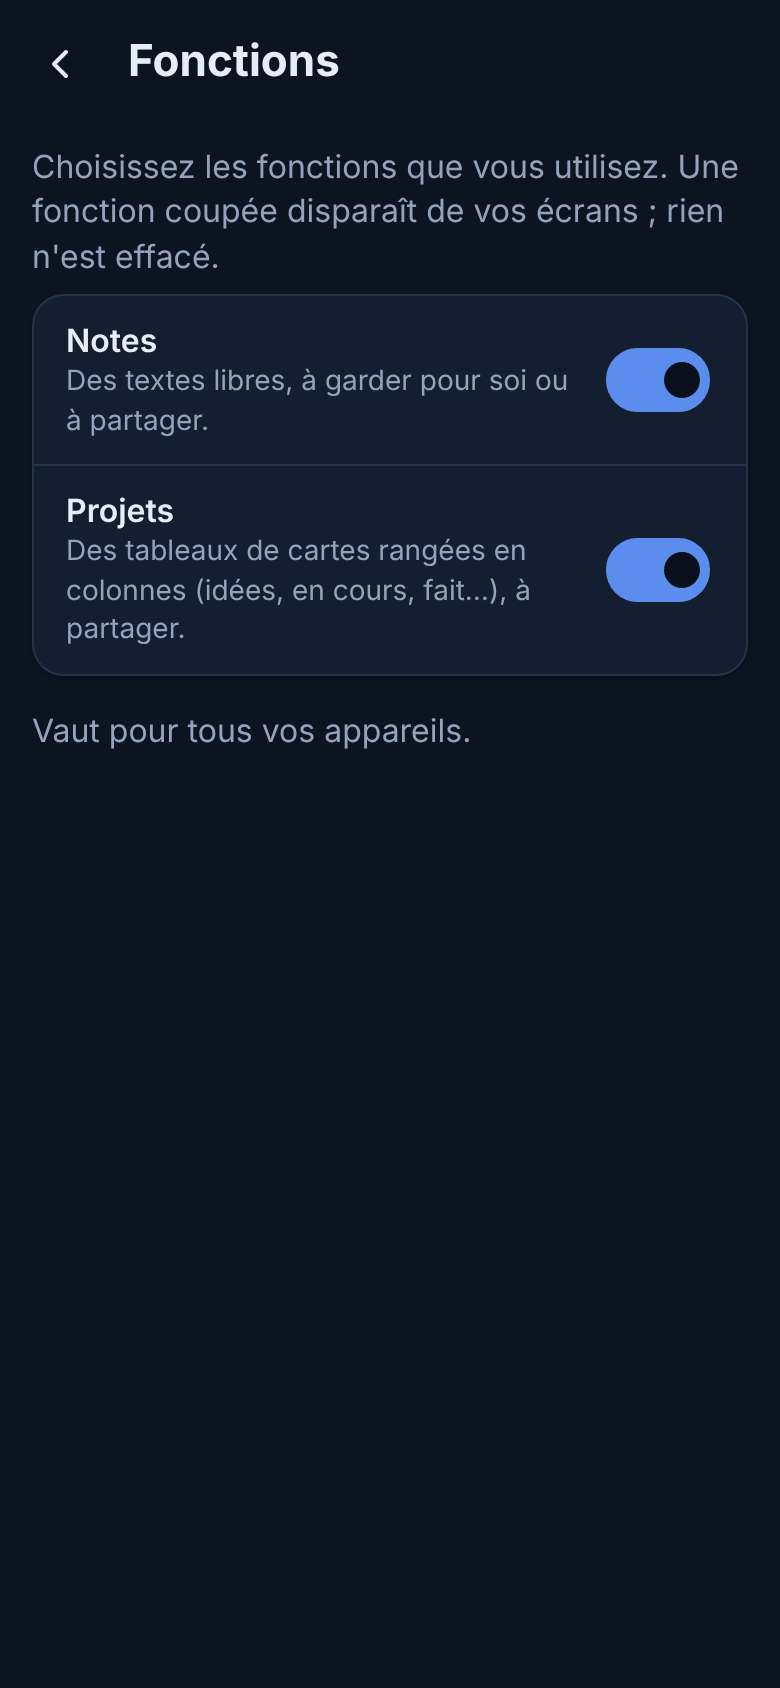 Fonctions
Choisissez les fonctions que vous utilisez. Une
fonction coupée disparaît de vos écrans ; rien
n'est effacé.
Notes
Des textes libres, à garder pour soi ou
à partager.
Projets
Des tableaux de cartes rangées en
colonnes (idées, en cours, fait…), à
partager.
Vaut pour tous vos appareils.